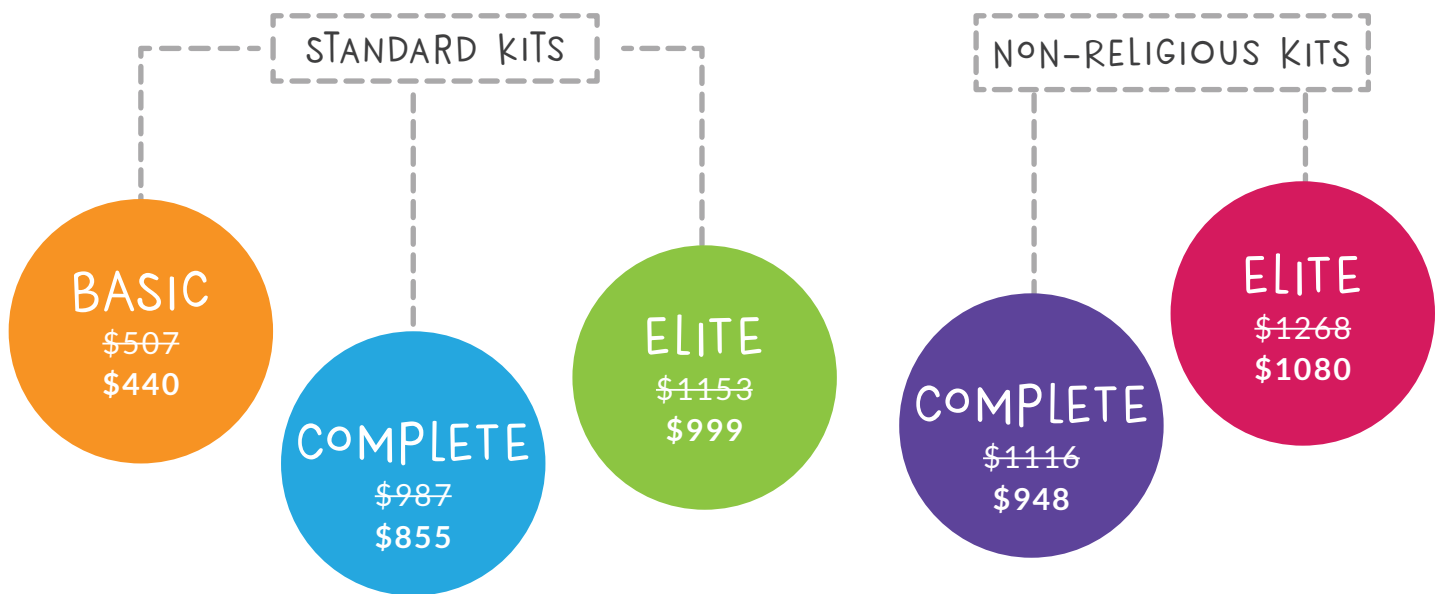 STANDARD KITS
BASIC
$507
$440
COMPLETE
$987
$855
ELITE
$1153
$999
NON-RELIGIOUS KITS
COMPLETE
$1116
$948
ELITE
$1268
$1080